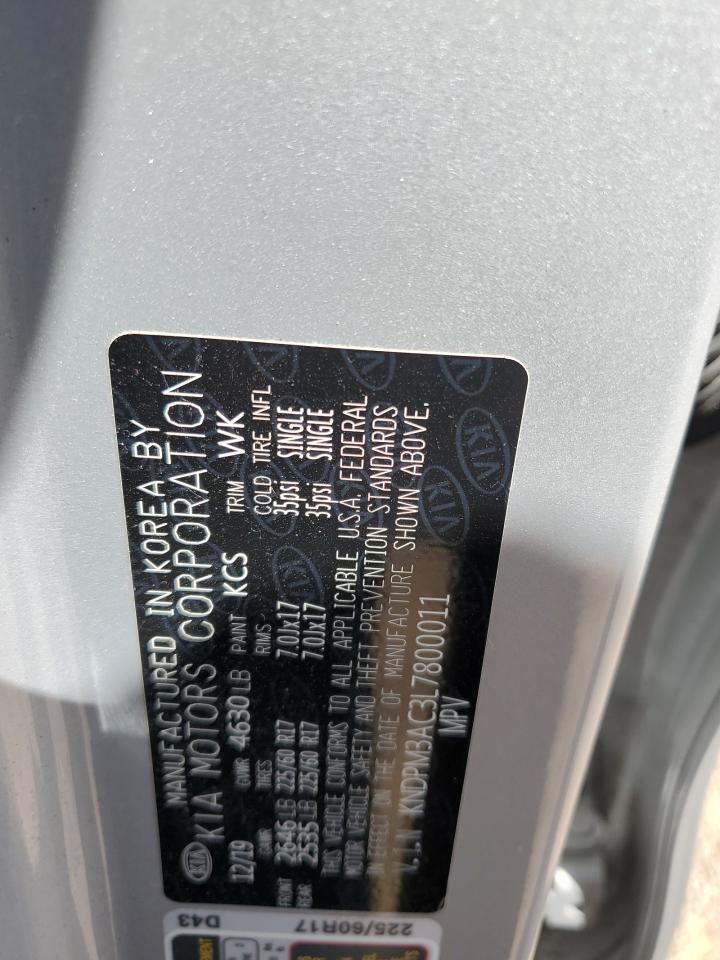 MANUFACTURED IN KOREA BY
KIA KIA MOTORS CORPORATION
12/19 GVWR 4630 LB PAINT KCS TRIM WK
GAWR TIRES RIMS COLD TIRE INFL
FRONT 2646 LB 225/60 R17 7.0Jx17 35psi SINGLE
REAR 2535 LB 225/60 R17 7.0Jx17 35psi SINGLE
THIS VEHICLE CONFORMS TO ALL APPLICABLE U.S.A. FEDERAL
MOTOR VEHICLE SAFETY AND THEFT PREVENTION STANDARDS
IN EFFECT ON THE DATE OF MANUFACTURE SHOWN ABOVE.
V.I.N KNDPM3AC3L7800011
MPV
D43
225/60R17